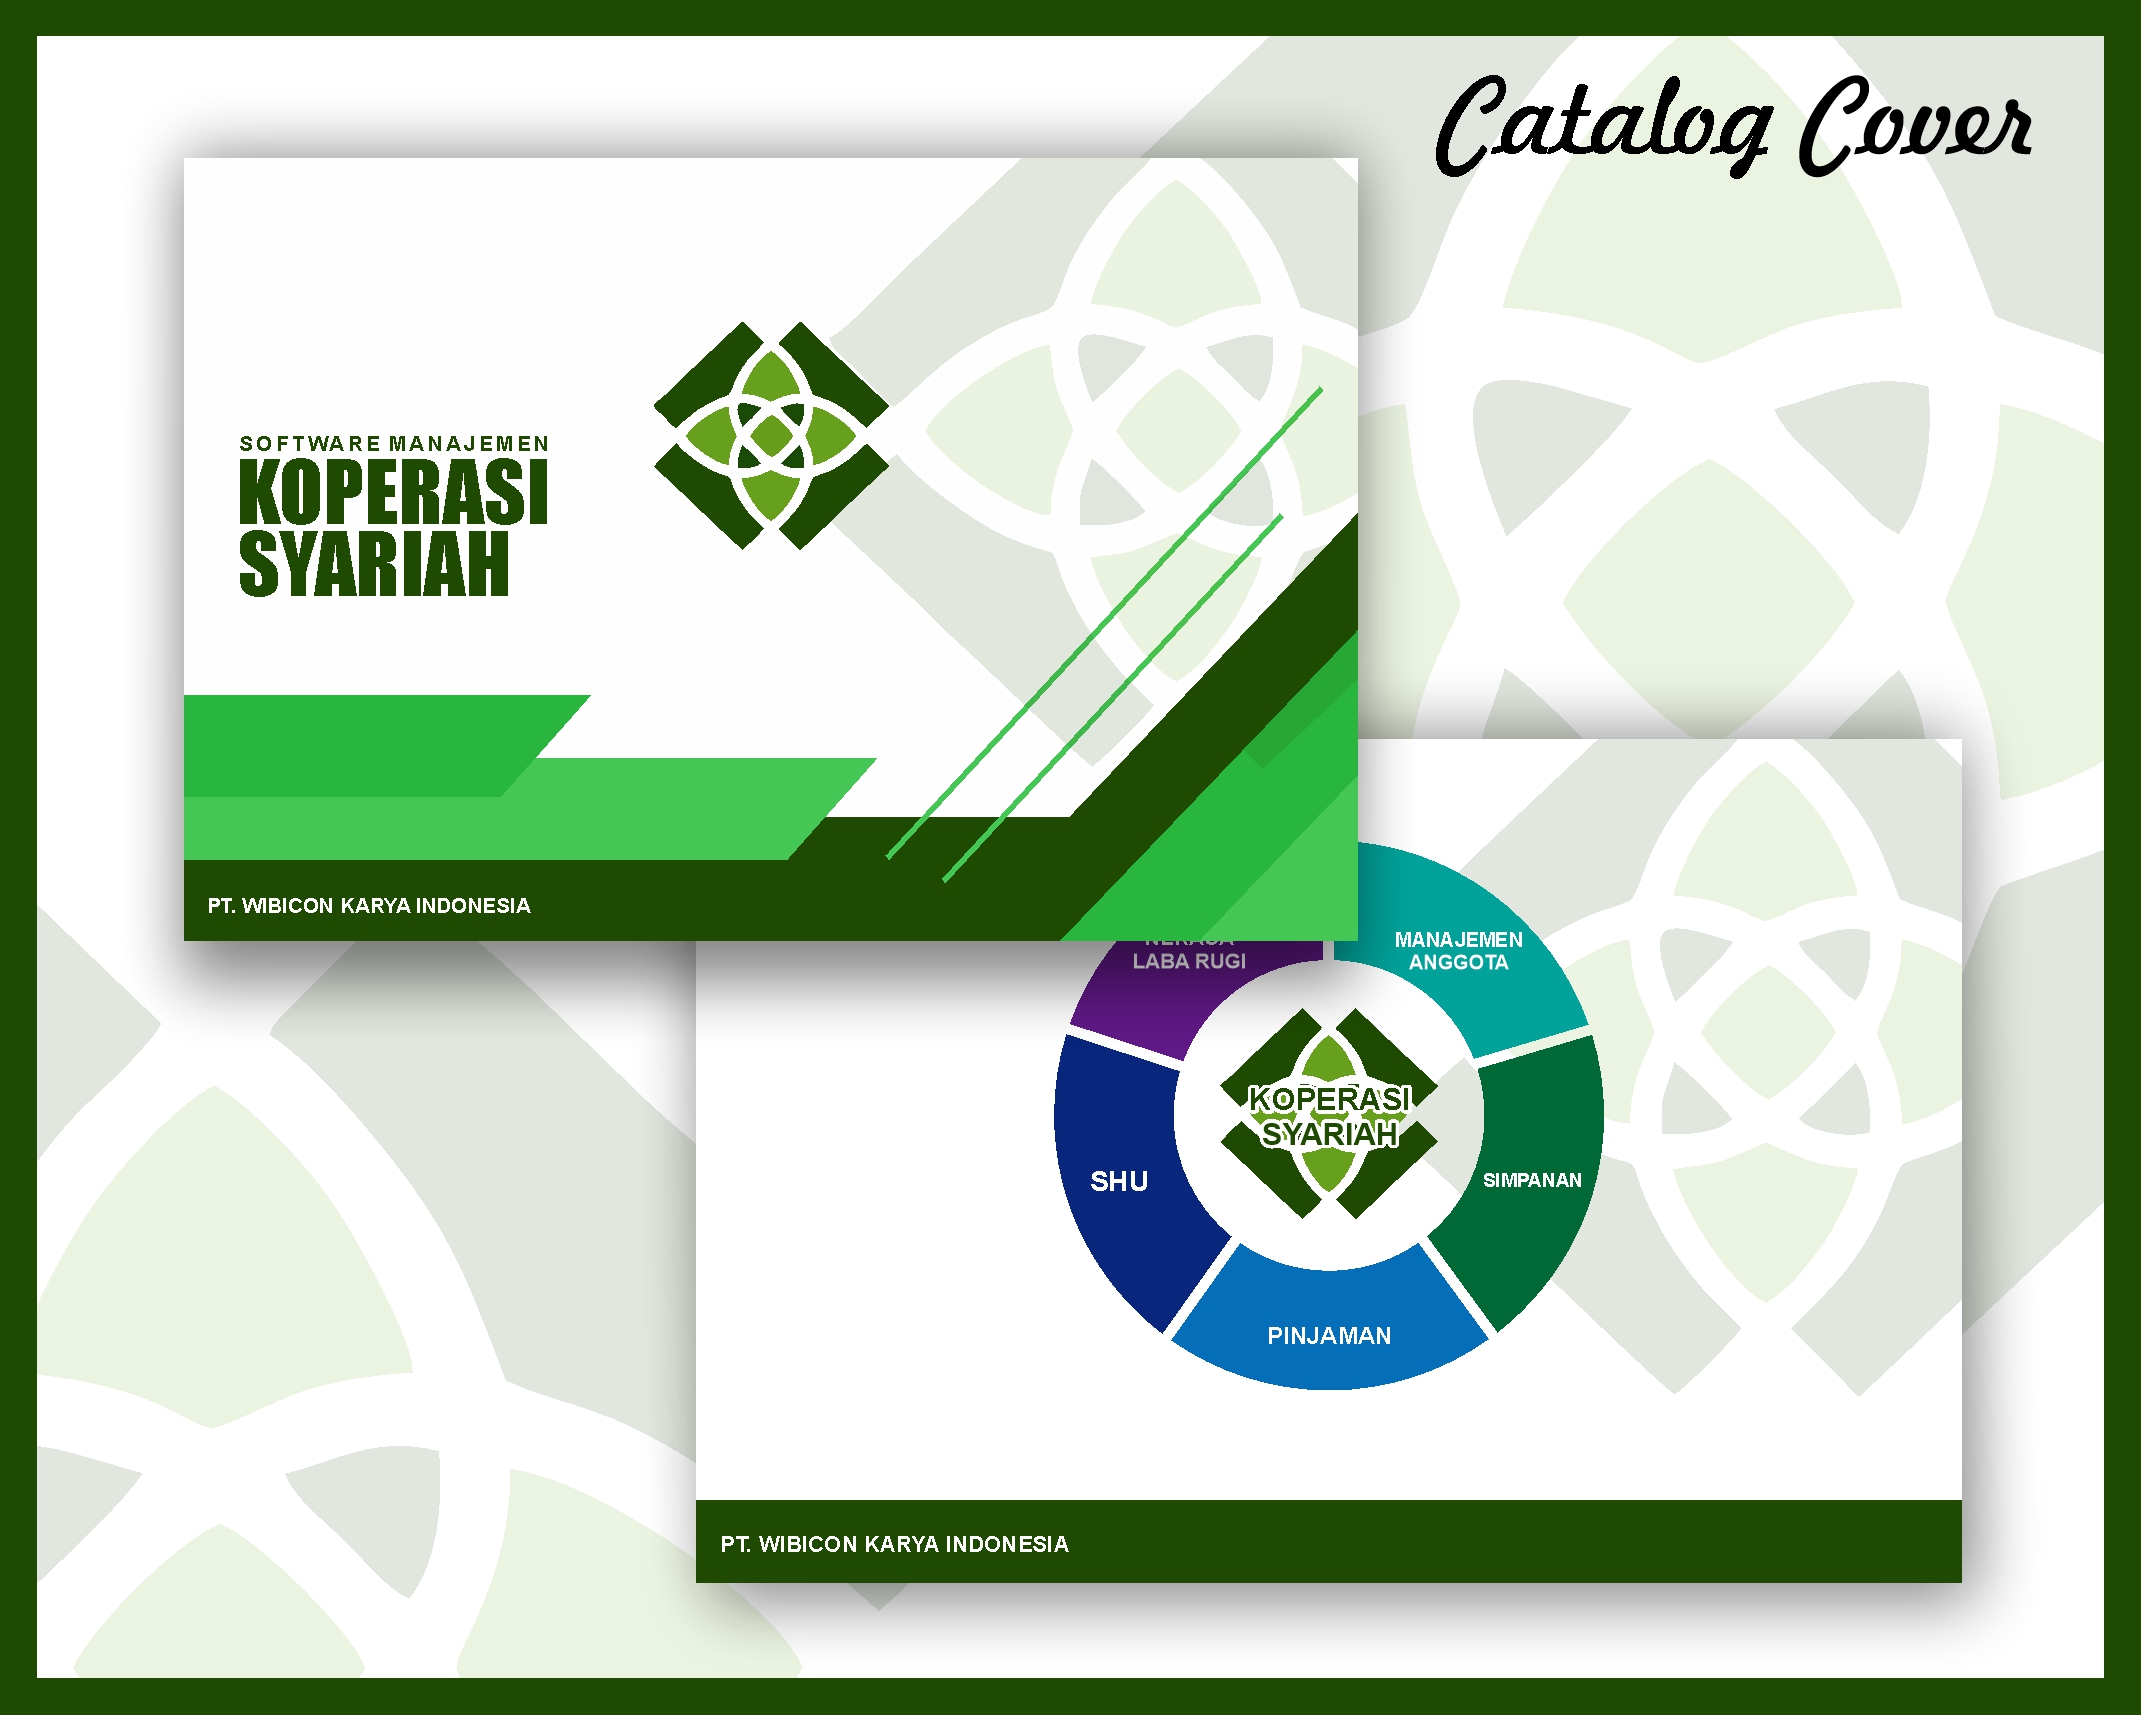 Catalog Cover
SOFTWARE MANAJEMEN
KOPERASI
SYARIAH
PT. WIBICON KARYA INDONESIA
LABA RUGI
MANAJEMEN
ANGGOTA
KOPERASI
SYARIAH
SHU
SIMPANAN
PINJAMAN
PT. WIBICON KARYA INDONESIA